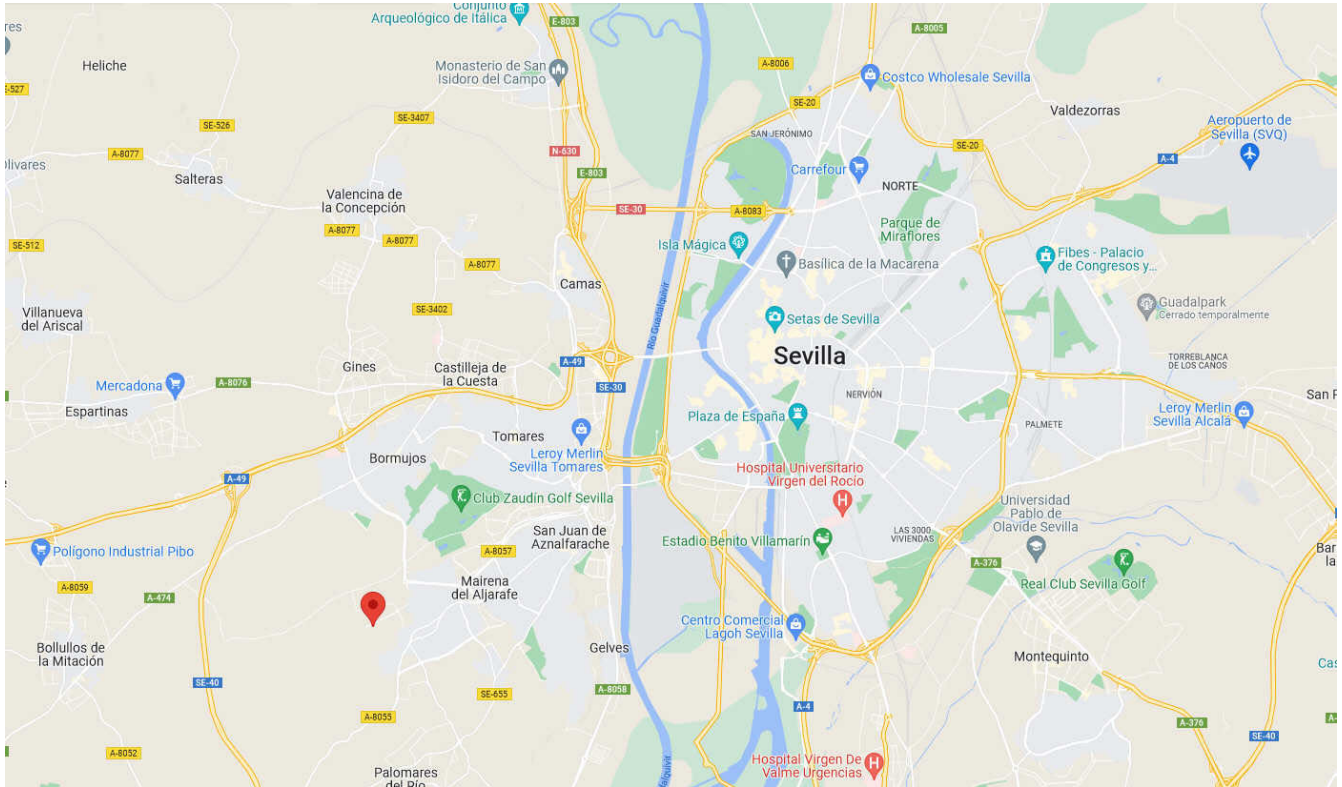 Conjunto
Arqueológico de Itálica
E-803
A-8005
Heliche
Monasterio de San
Isidoro del Campo
A-8006
Costco Wholesale Sevilla
SE-20
Valdezorras
SE-526
SE-3407
SAN JERÓNIMO
Aeropuerto de
Sevilla (SVQ)
A-8077
N-630
SE-20
A-4
Olivares
Salteras
E-803
Carrefour
NORTE
Valencina de
la Concepción
SE-30
A-8083
Parque de
Miraflores
A-8077
SE-512
A-8077
Isla Mágica
Basílica de la Macarena
Fibes - Palacio
de Congresos y...
A-8077
Camas
Río Guadalquivir
Villanueva
del Ariscal
SE-3402
Setas de Sevilla
Guadalpark
Cerrado temporalmente
Sevilla
Gines
Castilleja de
la Cuesta
A-49
TORREBLANCA
DE LOS CAÑOS
Mercadona
A-8076
SE-30
NERVIÓN
Espartinas
Plaza de España
Leroy Merlin
Sevilla Alcalá
Tomares
Leroy Merlin
Sevilla Tomares
PALMETE
Bormujos
Hospital Universitario
Virgen del Rocío
A-49
Club Zaudín Golf Sevilla
Universidad
Pablo de
Olavide Sevilla
San Juan de
Aznalfarache
LAS 3000
VIVIENDAS
Estadio Benito Villamarín
Polígono Industrial Pibo
A-8057
A-376
Real Club Sevilla Golf
A-8059
A-474
Mairena
del Aljarafe
Centro Comercial
Lagoh Sevilla
Bollullos de
la Mitación
Gelves
Montequinto
SE-40
SE-655
A-8058
A-4
A-8055
A-376
SE-40
A-8052
Hospital Virgen De
Valme Urgencias
Palomares
del Río